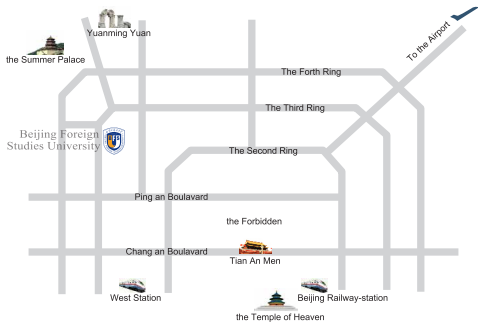 Yuanming Yuan
To the Airport
the Summer Palace
The Forth Ring
The Third Ring
Beijing Foreign
Studies University
The Second Ring
Ping an Boulavard
the Forbidden
Chang an Boulavard
Tian An Men
West Station
Beijing Railway-station
the Temple of Heaven